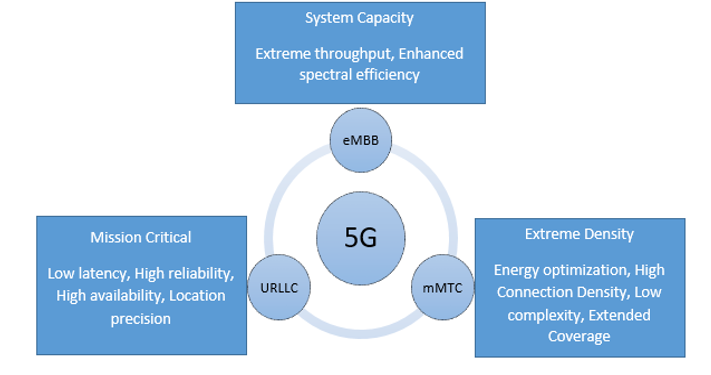 System Capacity
Extreme throughput, Enhanced
spectral efficiency
eMBB
5G
Mission Critical
Low latency, High reliability,
High availability, Location
precision
URLLC
mMTC
Extreme Density
Energy optimization, High
Connection Density, Low
complexity, Extended
Coverage